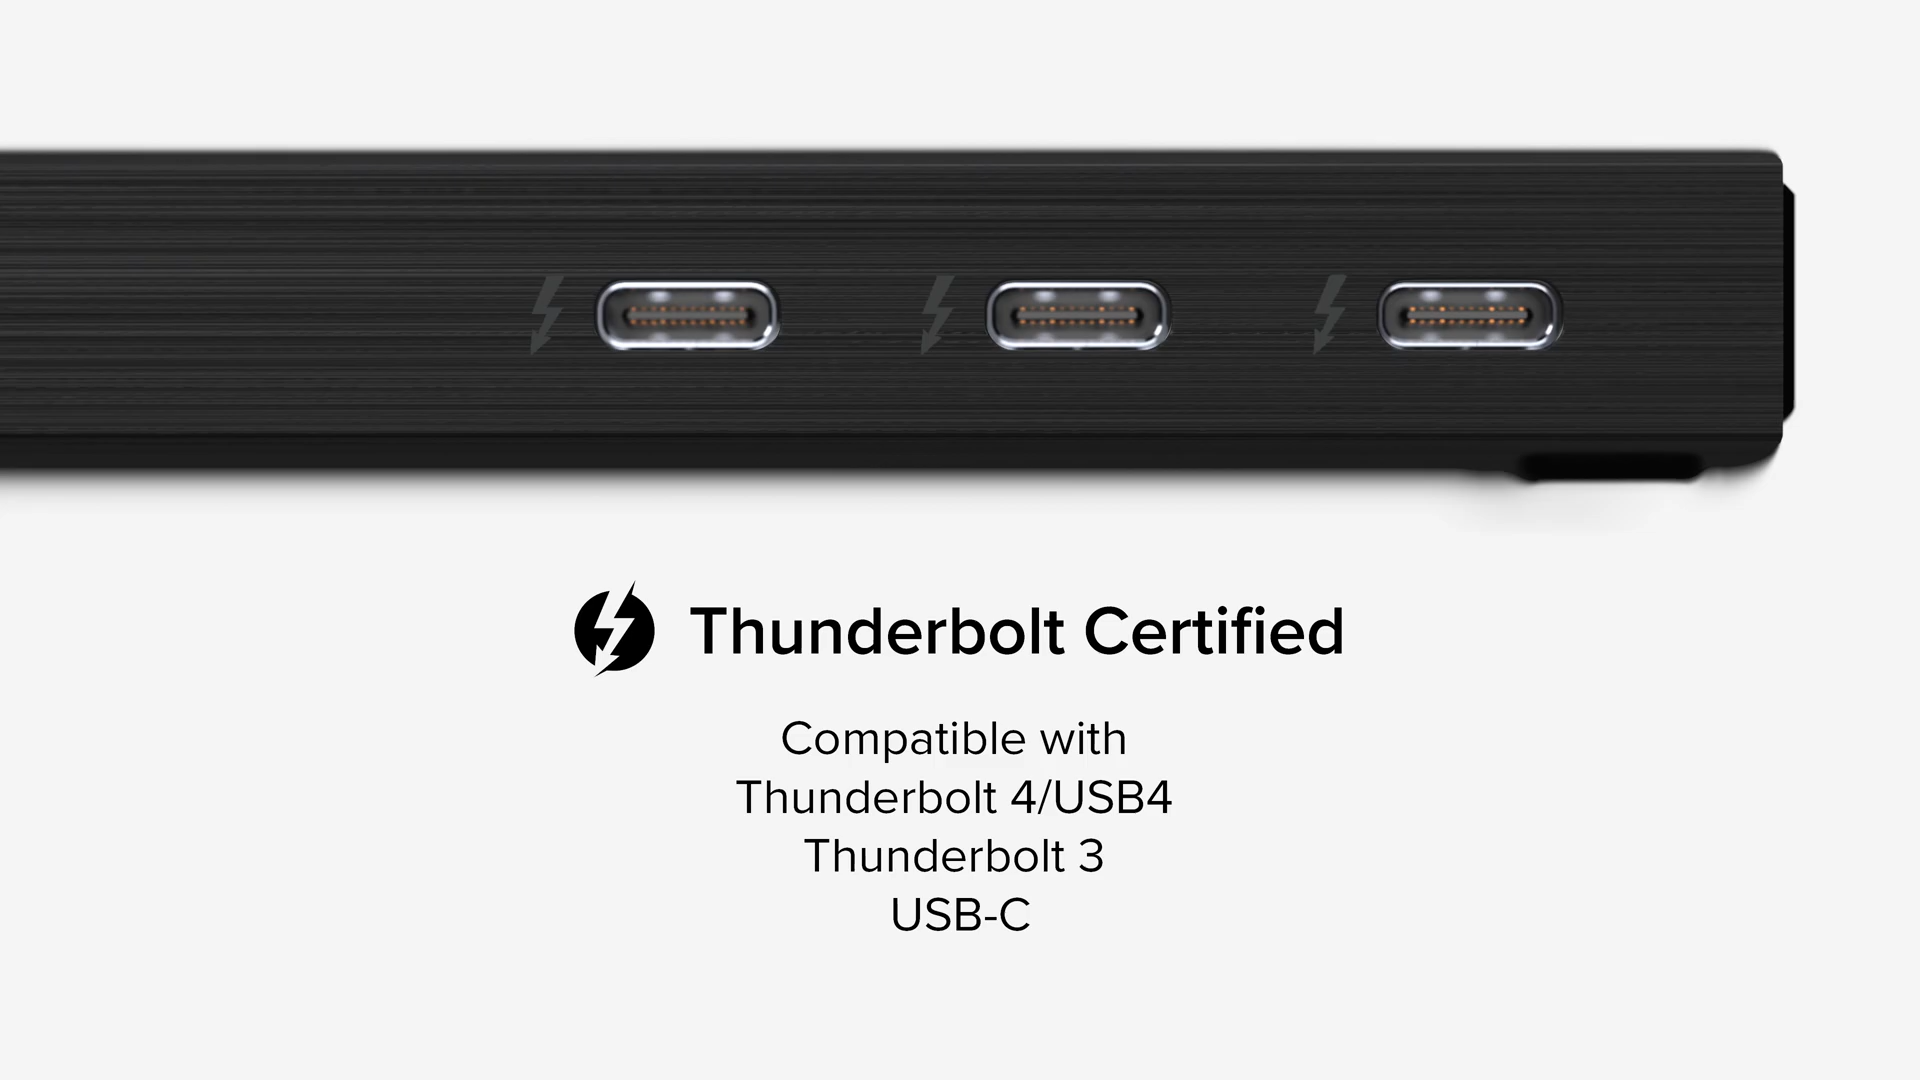 Thunderbolt Certified
Compatible with
Thunderbolt 4/USB4
Thunderbolt 3
USB-C